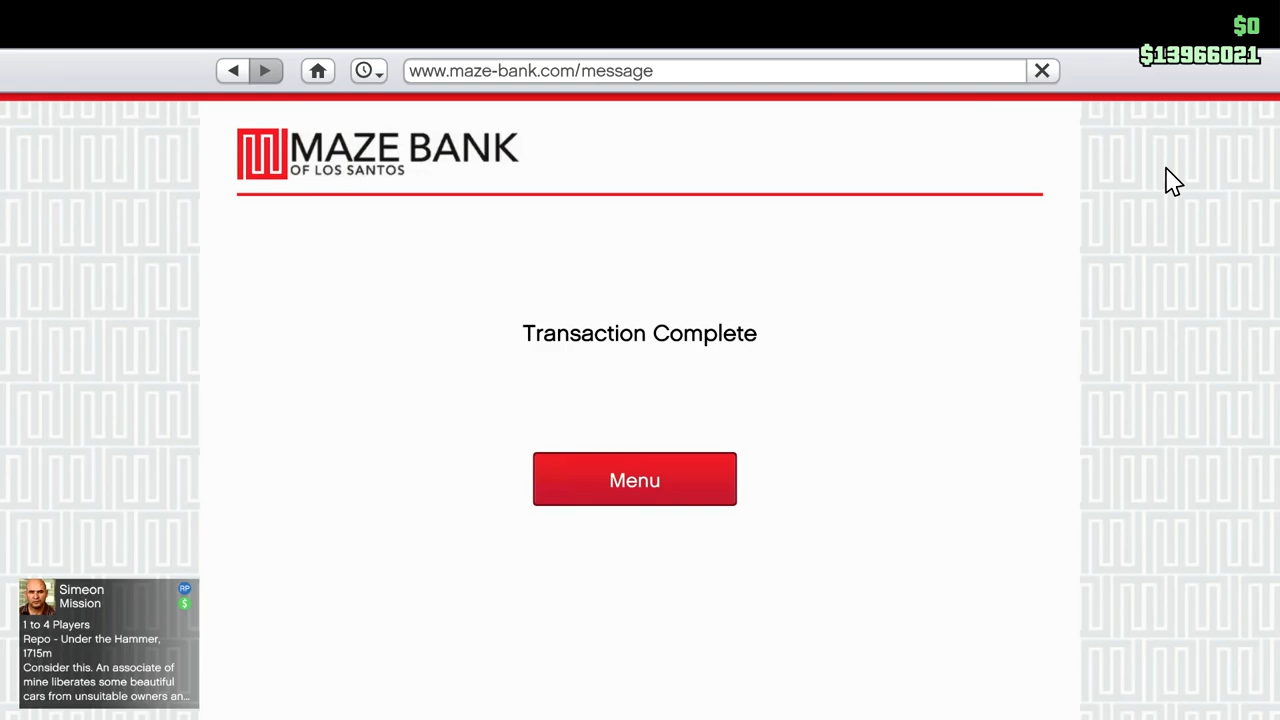 $0
$13966021
www.maze-bank.com/message
MAZE BANK
OF LOS SANTOS
Transaction Complete
Menu
Simeon
RP
Mission
$
1 to 4 Players
Repo - Under the Hammer,
1715m
Consider this. An associate of
mine liberates some beautiful
cars from unsuitable owners an...